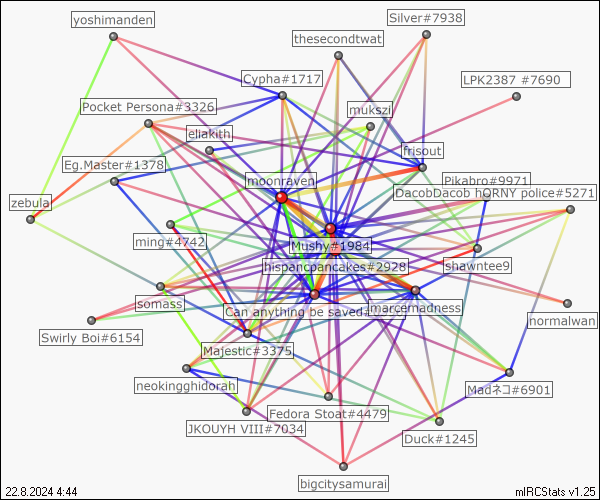 yoshimanden
Silver#7938
thesecondtwat
Cypha#1717
LPK2387 #7690
Pocket Persona#3326
mukszi
eliakith
frisout
Eg.Master#1378
moonraven
Pikabro#9971
DacobDacob hORNY police#5271
zebula
ming#4742
Mushy#1984
shawntee9
hispancpancakes#2928
somass
Can anything be saved#
marcemadness
normalwan
Swirly Boi#6154
Majestic#3375
neokingghidorah
Madネコ#6901
Fedora Stoat#4479
JKOUYH VIII#7034
Duck#1245
bigcitysamurai
22.8.2024 4:44
mIRCStats v1.25